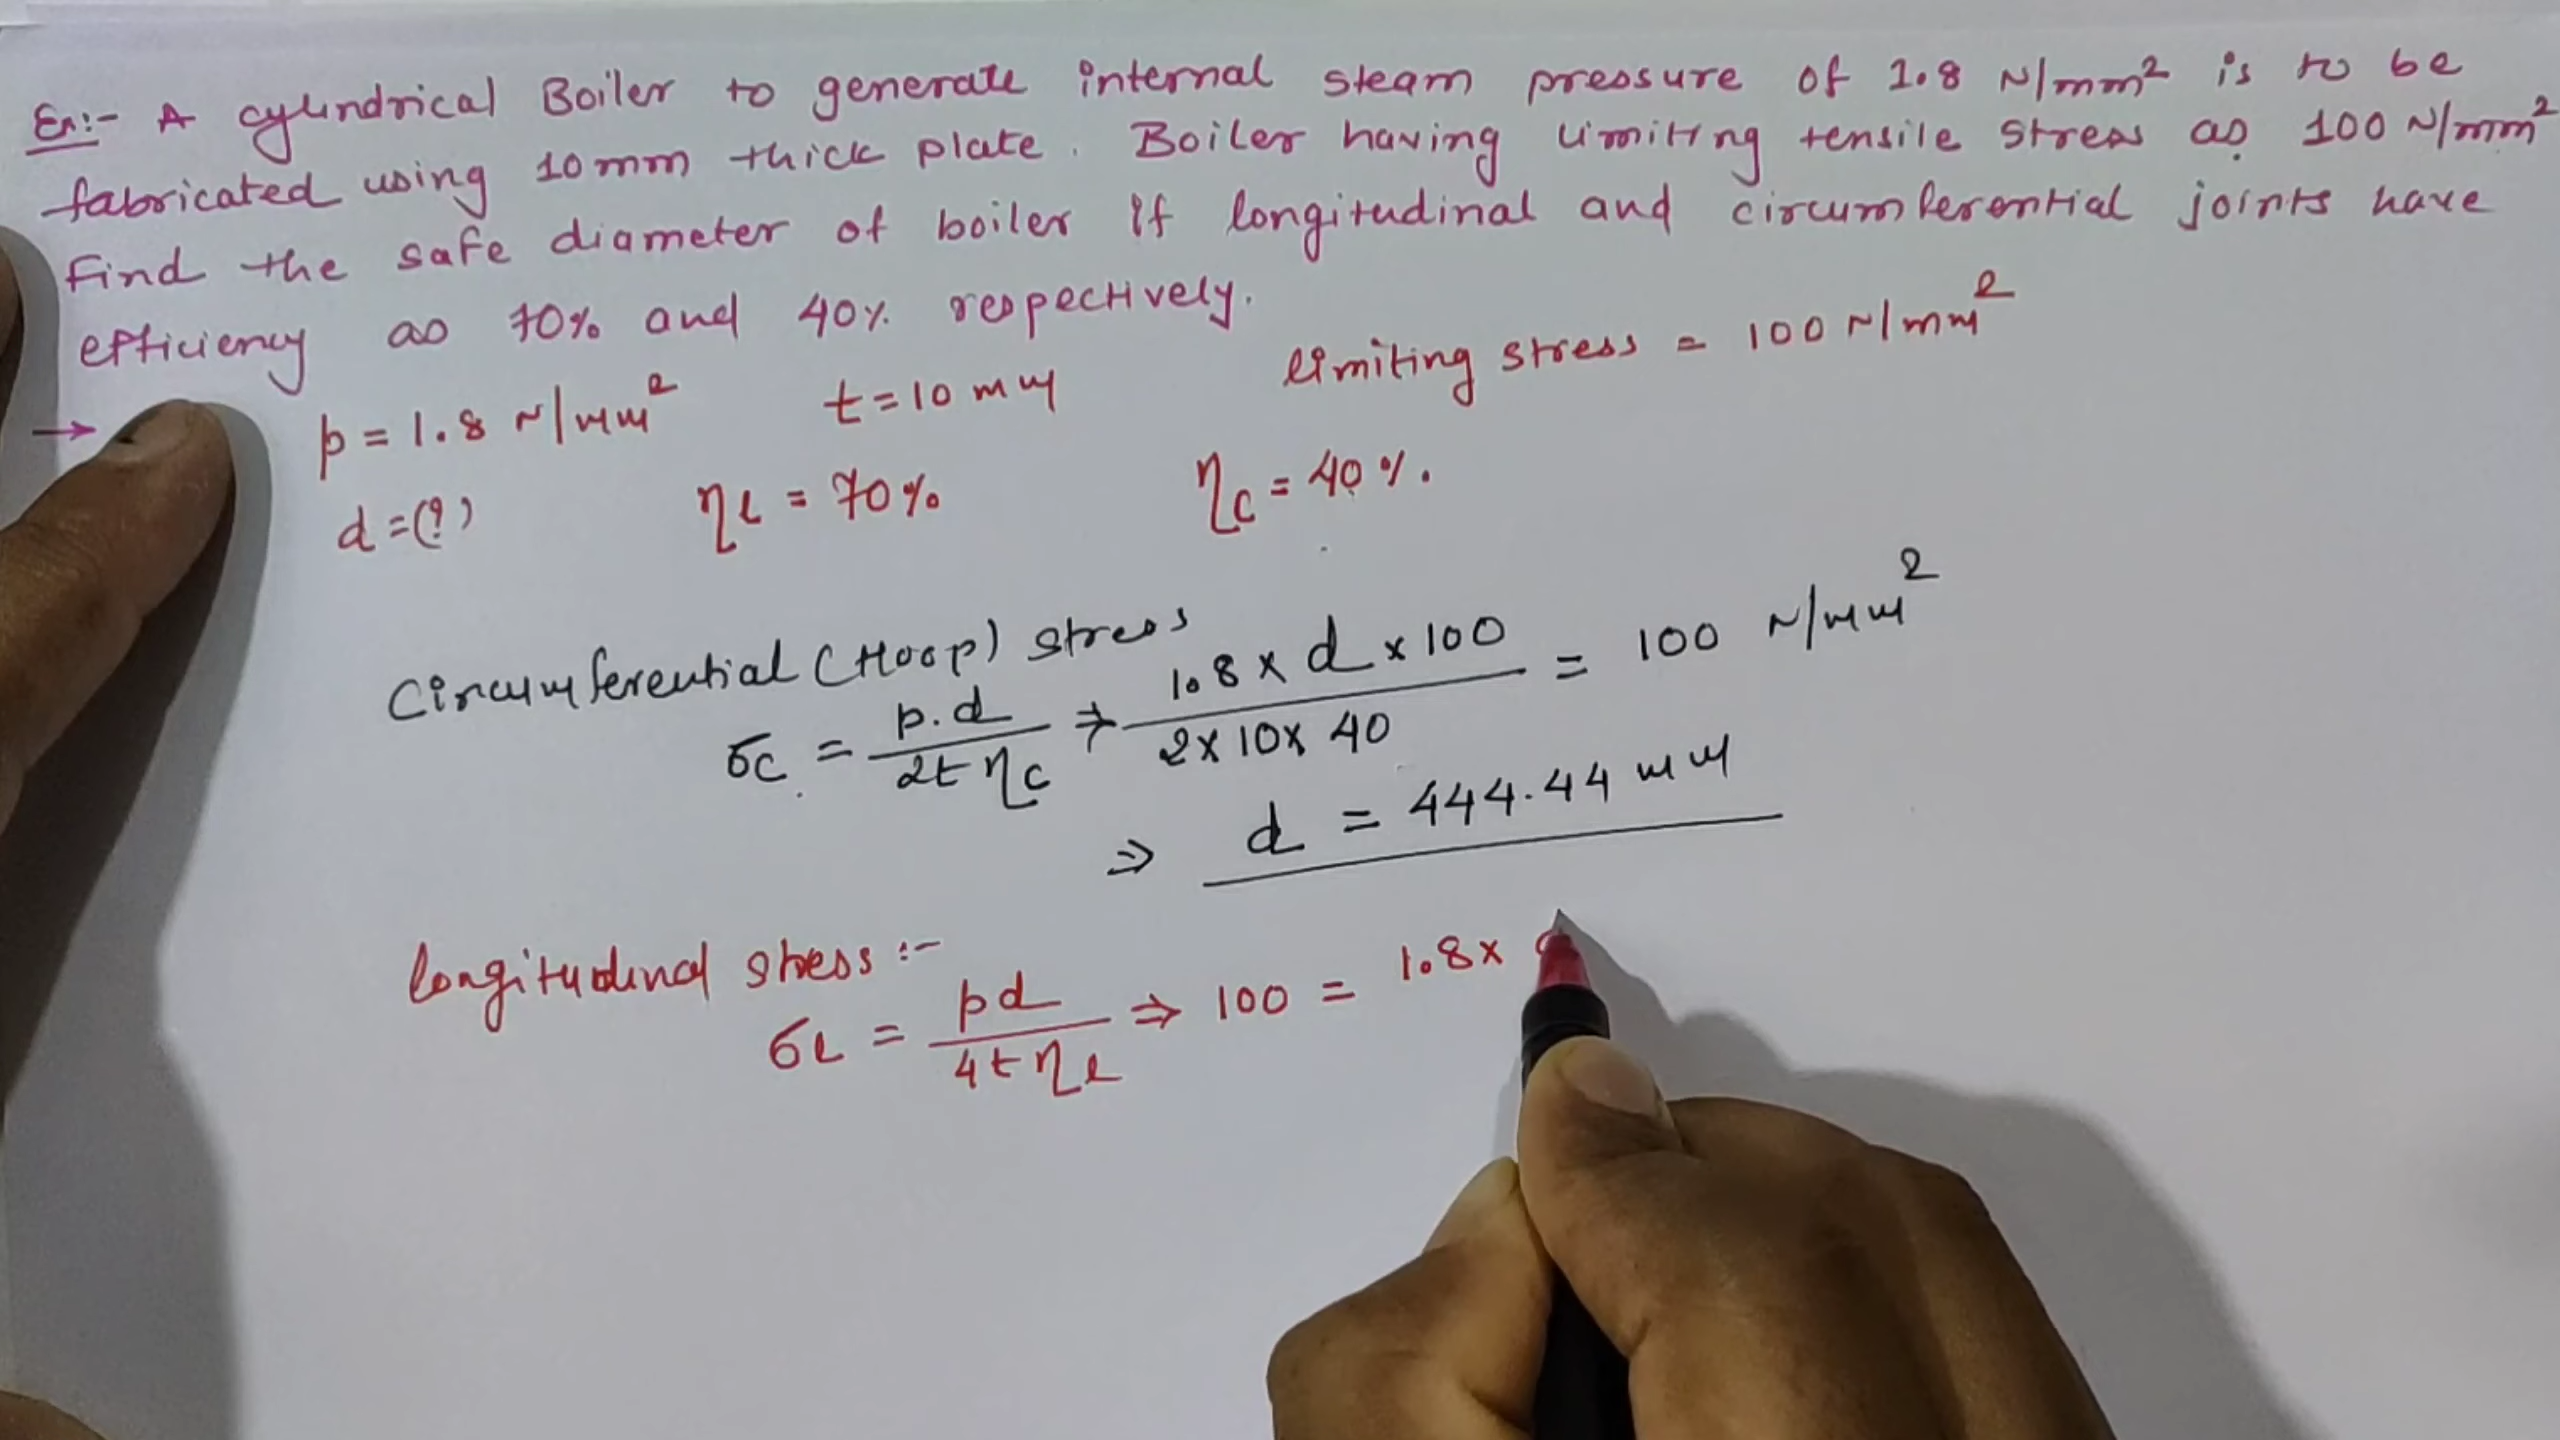 Ex:- A cylindrical Boiler to generate internal steam pressure of 1.8 N/mm² is to be
fabricated using 10mm thick plate. Boiler having limiting tensile stress as 100 N/mm²
Find the safe diameter of boiler if longitudinal and circumferential joints have
efficiency as 70% and 40% respectively.
→ p = 1.8 N/mm² t = 10 mm limiting stress = 100 N/mm²
d = (?) ηL = 70% ηc = 40%.
Circumferential (Hoop) stress
σc = p.d / 2t ηc ⇒ 1.8 × d × 100 / 2 × 10 × 40 = 100 N/mm²
⇒ d = 444.44 mm
longitudinal stress :-
σL = pd / 4t ηL ⇒ 100 = 1.8 ×